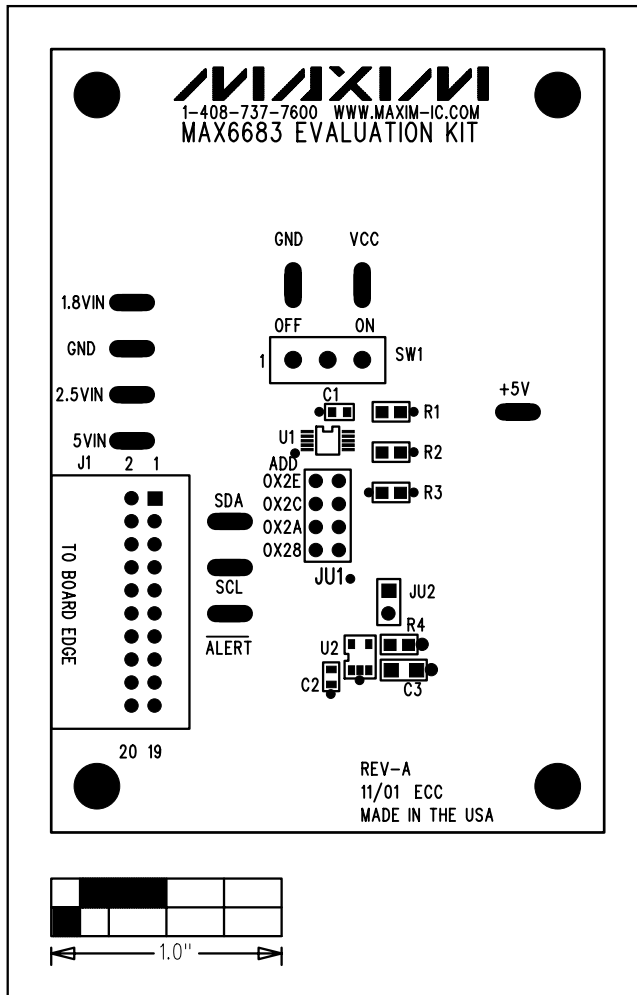 MAXIM
1-408-737-7600 WWW.MAXIM-IC.COM
MAX6683 EVALUATION KIT
GND VCC
1.8VIN
OFF ON
GND
1 SW1
2.5VIN
C1 R1 +5V
5VIN
U1
R2
J1 2 1
ADD
0X2E
R3
SDA
0X2C
0X2A
0X28
TO BOARD EDGE
SCL
JU1
JU2
ALERT
R4
U2
C2 C3
20 19
REV-A
11/01 ECC
MADE IN THE USA
1.0"